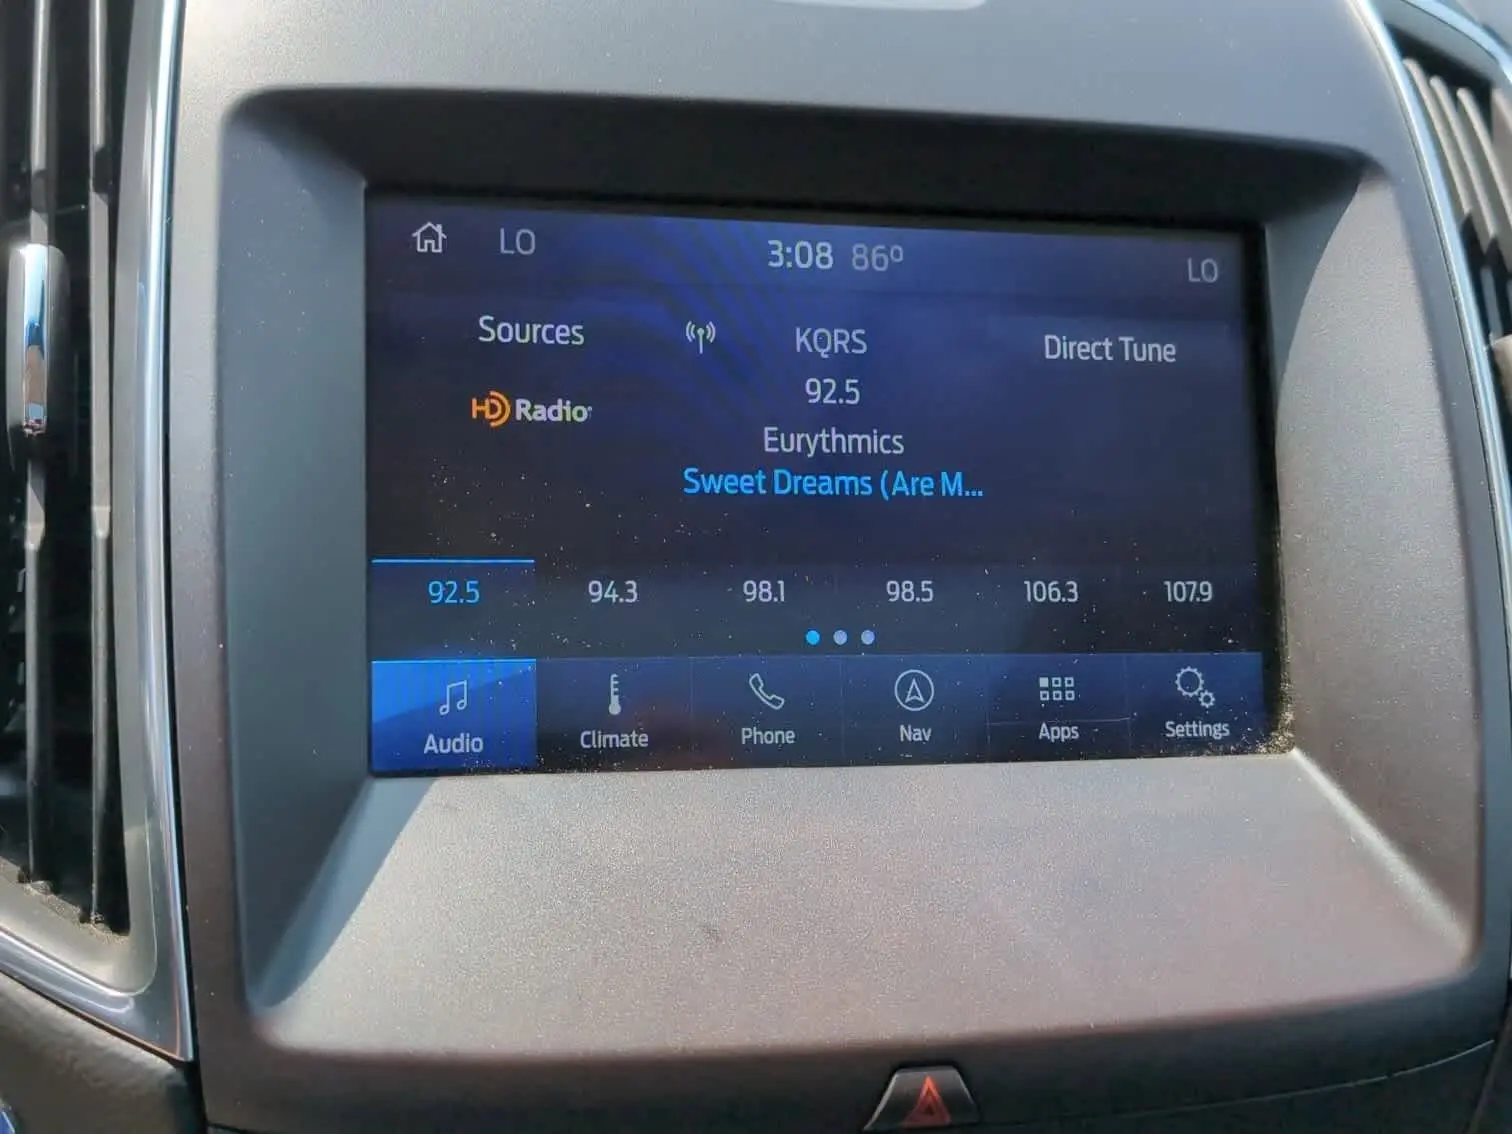 LO 3:08 86º LO
Sources KQRS Direct Tune
92.5
HD Radio
Eurythmics
Sweet Dreams (Are M...
92.5 94.3 98.1 98.5 106.3 107.9
Audio Climate Phone Nav Apps Settings